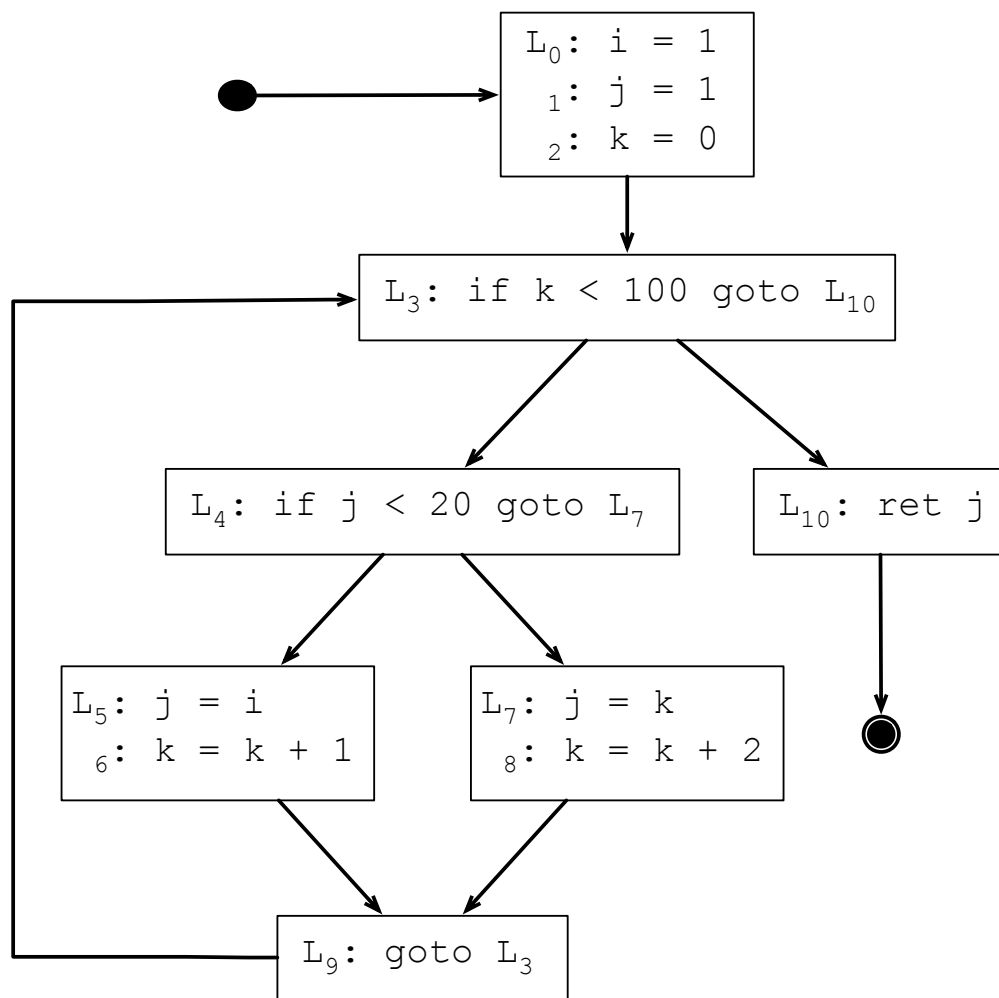 L₀: i = 1
₁: j = 1
₂: k = 0
L₃: if k < 100 goto L₁₀
L₄: if j < 20 goto L₇
L₁₀: ret j
L₅: j = i
₆: k = k + 1
L₇: j = k
₈: k = k + 2
L₉: goto L₃